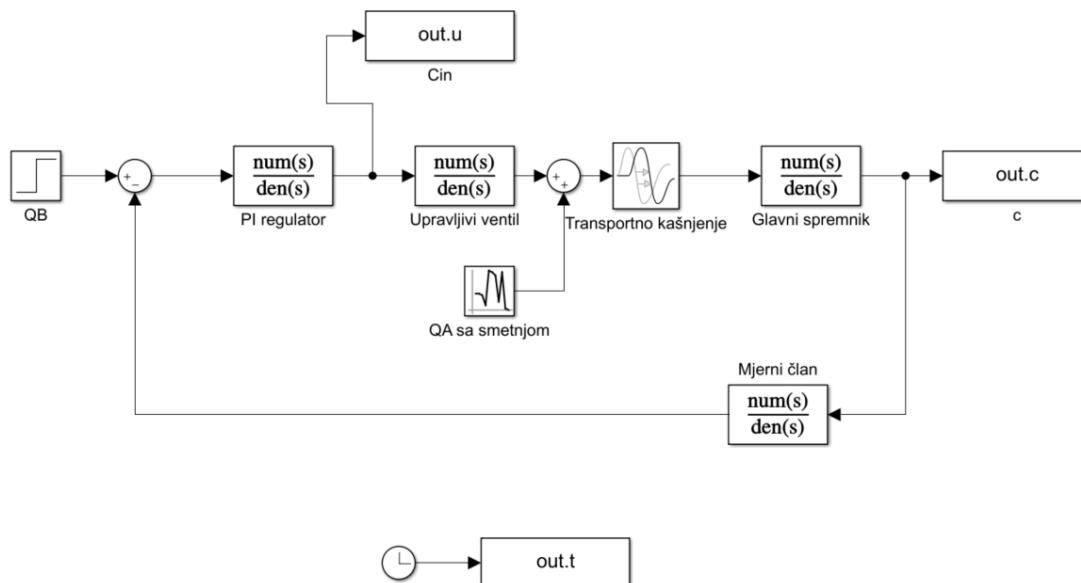 out.u
Cin
QB
+
−
num(s)
den(s)
PI regulator
num(s)
den(s)
Upravljivi ventil
+
+
Transportno kašnjenje
num(s)
den(s)
Glavni spremnik
out.c
c
QA sa smetnjom
Mjerni član
num(s)
den(s)
out.t